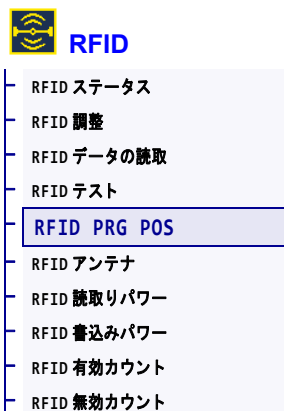 RFID
RFID ステータス
RFID 調整
RFID データの読取
RFID テスト
RFID PRG POS
RFID アンテナ
RFID 読取りパワー
RFID 書込みパワー
RFID 有効カウント
RFID 無効カウント